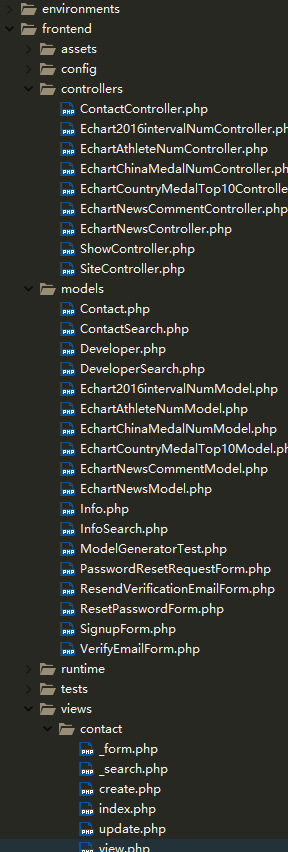 environments
frontend
assets
config
controllers
ContactController.php
Echart2016intervalNumController.ph
EchartAthleteNumController.php
EchartChinaMedalNumController.ph
EchartCountryMedalTop10Controlle
EchartNewsCommentController.php
EchartNewsController.php
ShowController.php
SiteController.php
models
Contact.php
ContactSearch.php
Developer.php
DeveloperSearch.php
Echart2016intervalNumModel.php
EchartAthleteNumModel.php
EchartChinaMedalNumModel.php
EchartCountryMedalTop10Model.ph
EchartNewsCommentModel.php
EchartNewsModel.php
Info.php
InfoSearch.php
ModelGeneratorTest.php
PasswordResetRequestForm.php
ResendVerificationEmailForm.php
ResetPasswordForm.php
SignupForm.php
VerifyEmailForm.php
runtime
tests
views
contact
_form.php
_search.php
create.php
index.php
update.php
view.php